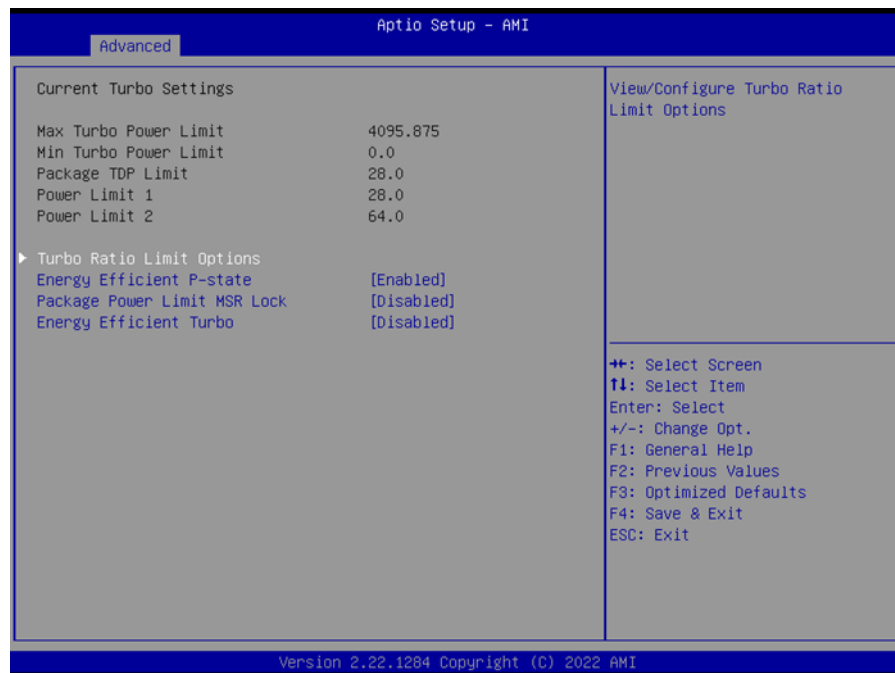 Aptio Setup – AMI
Advanced
Current Turbo Settings
Max Turbo Power Limit 4095.875
Min Turbo Power Limit 0.0
Package TDP Limit 28.0
Power Limit 1 28.0
Power Limit 2 64.0
Turbo Ratio Limit Options
Energy Efficient P-state [Enabled]
Package Power Limit MSR Lock [Disabled]
Energy Efficient Turbo [Disabled]
View/Configure Turbo Ratio
Limit Options
→←: Select Screen
↑↓: Select Item
Enter: Select
+/-: Change Opt.
F1: General Help
F2: Previous Values
F3: Optimized Defaults
F4: Save & Exit
ESC: Exit
Version 2.22.1284 Copyright (C) 2022 AMI